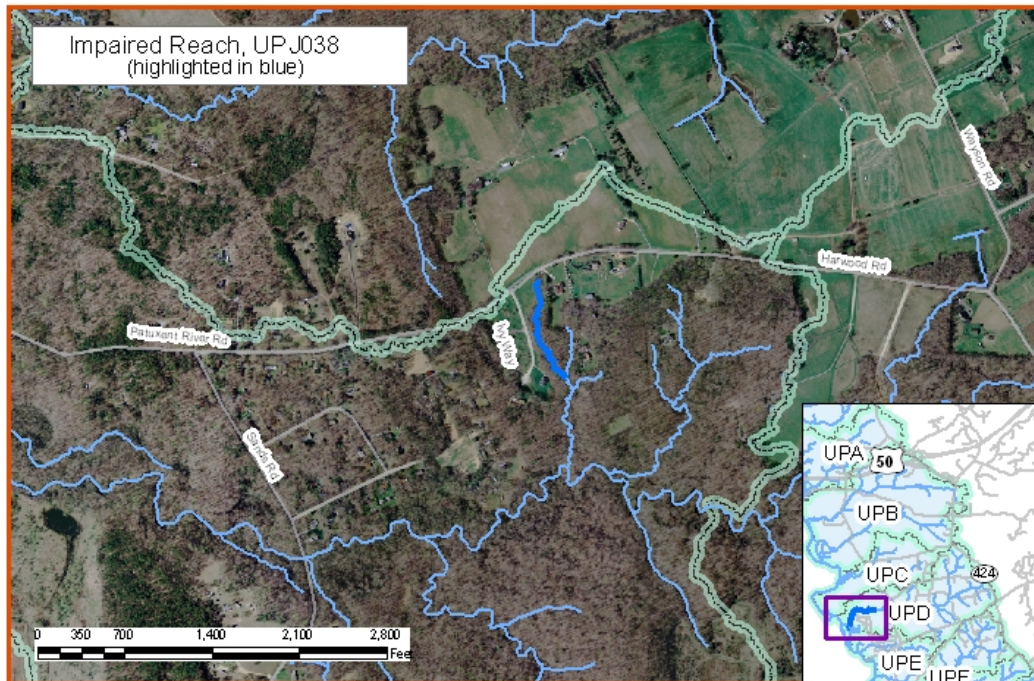 Impaired Reach, UPJ038
(highlighted in blue)
Wayson Rd
Harwood Rd
Patuxent River Rd
Ivy Way
Sands Rd
UPA
50
UPB
UPC
424
UPD
UPE
UPF
0 350 700 1,400 2,100 2,800
Feet